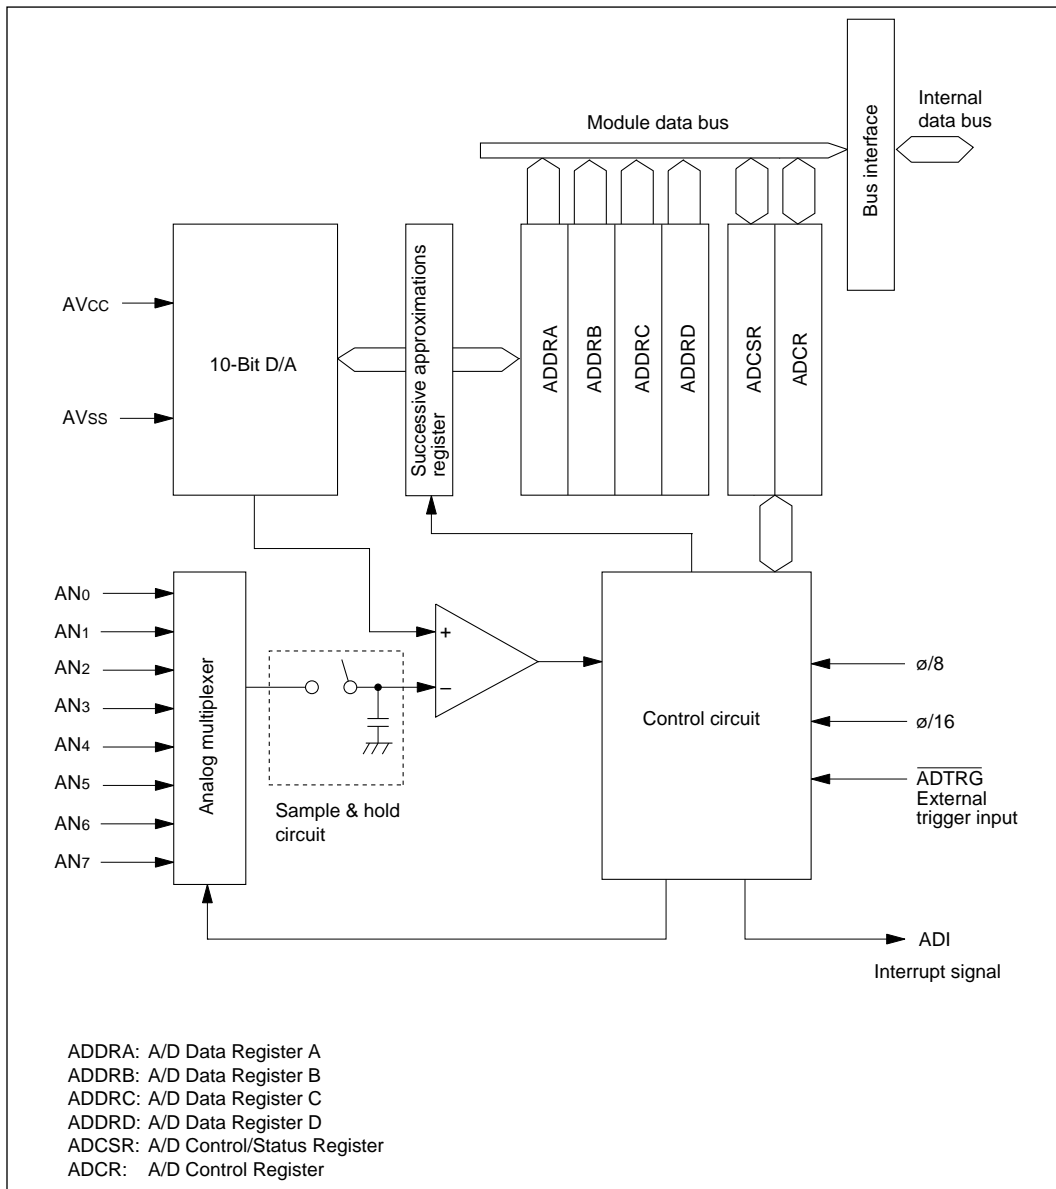 Internal
data bus
Module data bus
Bus interface
AVCC
AVSS
10-Bit D/A
Successive approximations
register
ADDRA
ADDRB
ADDRC
ADDRD
ADCSR
ADCR
AN0
AN1
AN2
AN3
AN4
AN5
AN6
AN7
Analog multiplexer
+
−
Sample & hold
circuit
Control circuit
ø/8
ø/16
ADTRG
External
trigger input
ADI
Interrupt signal
ADDRA: A/D Data Register A
ADDRB: A/D Data Register B
ADDRC: A/D Data Register C
ADDRD: A/D Data Register D
ADCSR: A/D Control/Status Register
ADCR: A/D Control Register